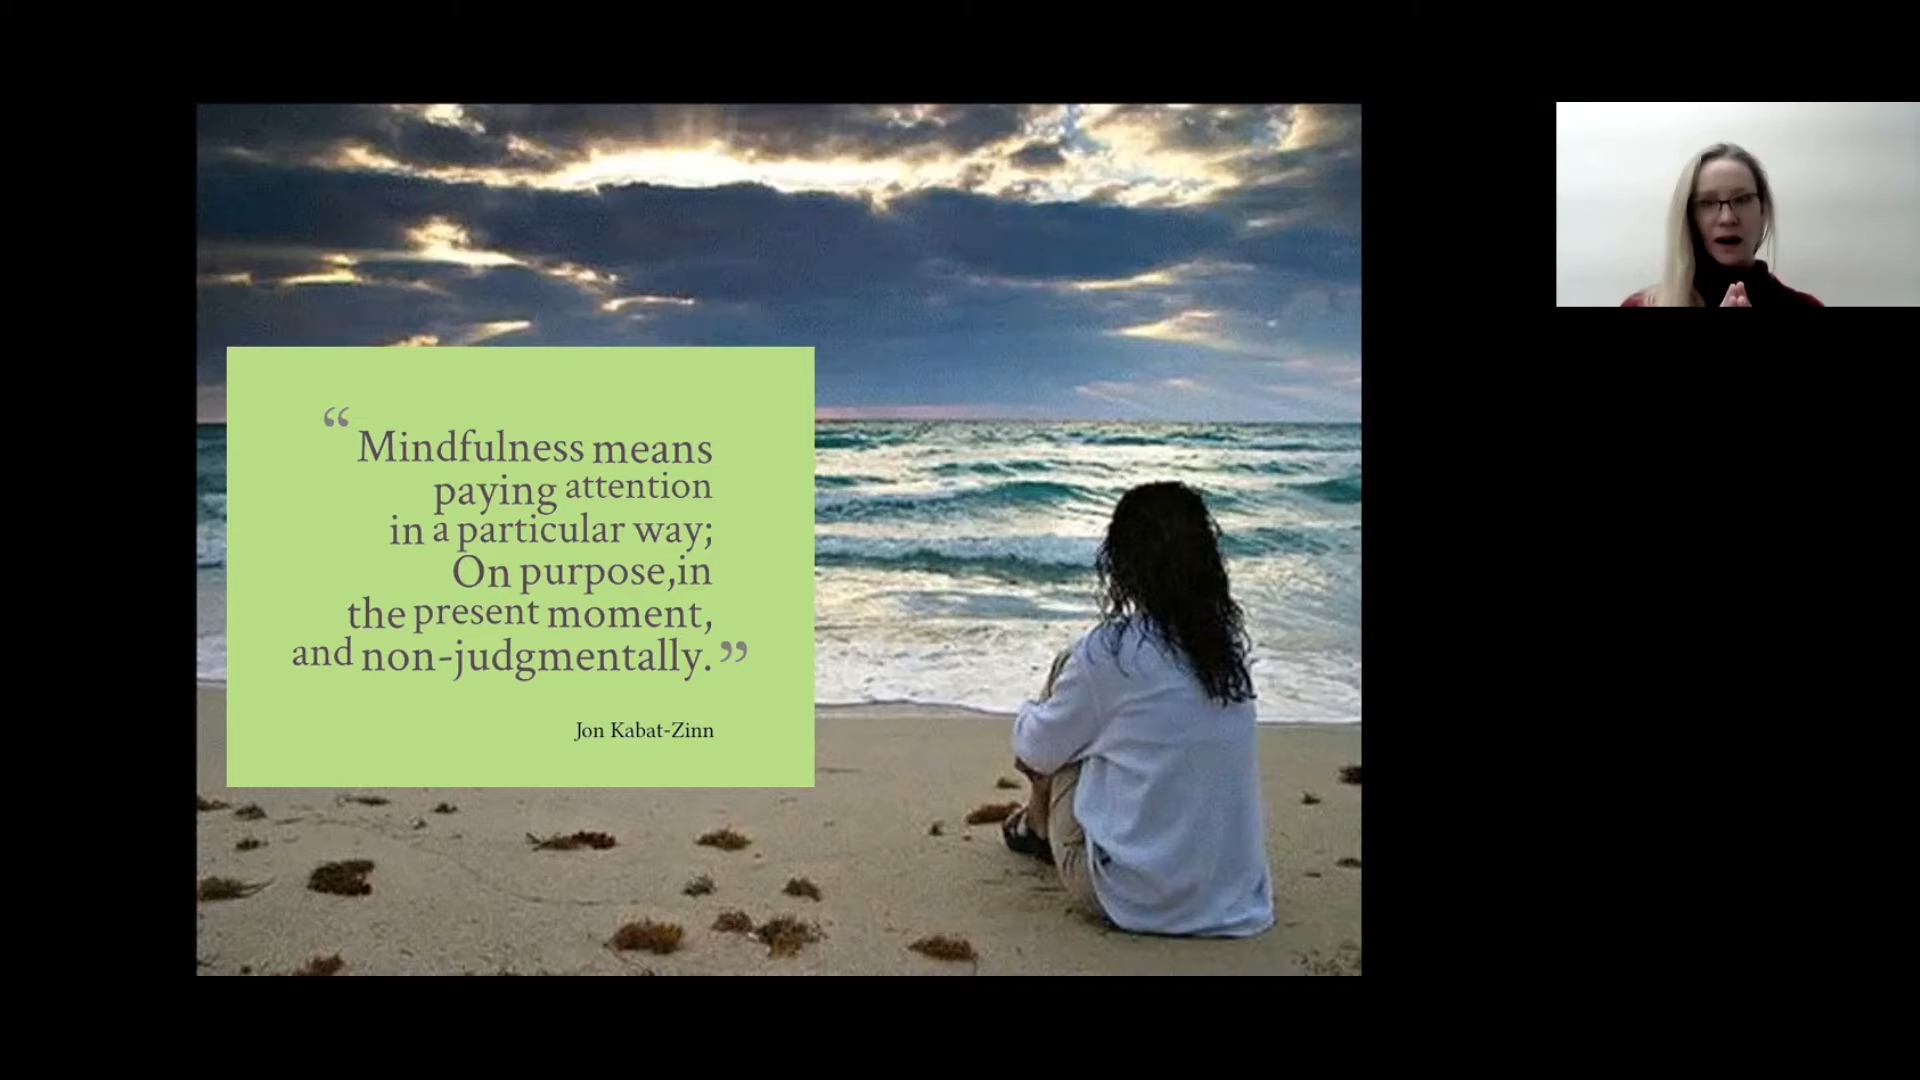 “Mindfulness means
paying attention
in a particular way;
On purpose,in
the present moment,
and non-judgmentally.”
Jon Kabat-Zinn